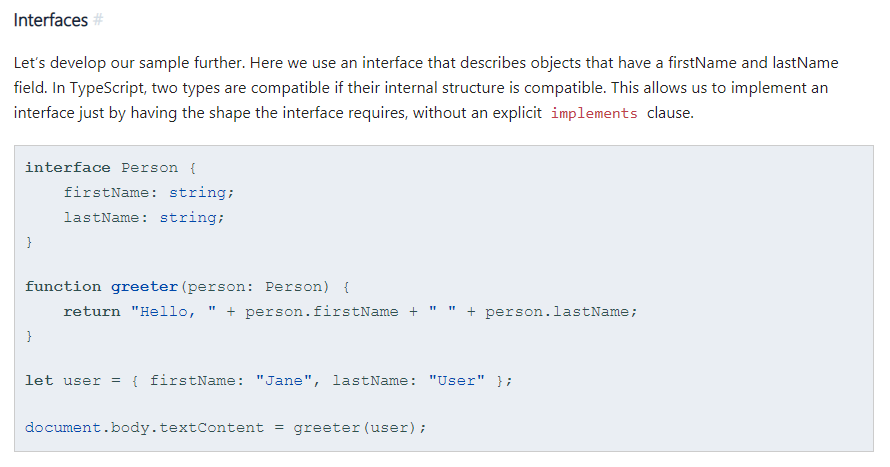 Interfaces #
Let's develop our sample further. Here we use an interface that describes objects that have a firstName and lastName
field. In TypeScript, two types are compatible if their internal structure is compatible. This allows us to implement an
interface just by having the shape the interface requires, without an explicit implements clause.
interface Person {
    firstName: string;
    lastName: string;
}
function greeter(person: Person) {
    return "Hello, " + person.firstName + " " + person.lastName;
}
let user = { firstName: "Jane", lastName: "User" };
document.body.textContent = greeter(user);